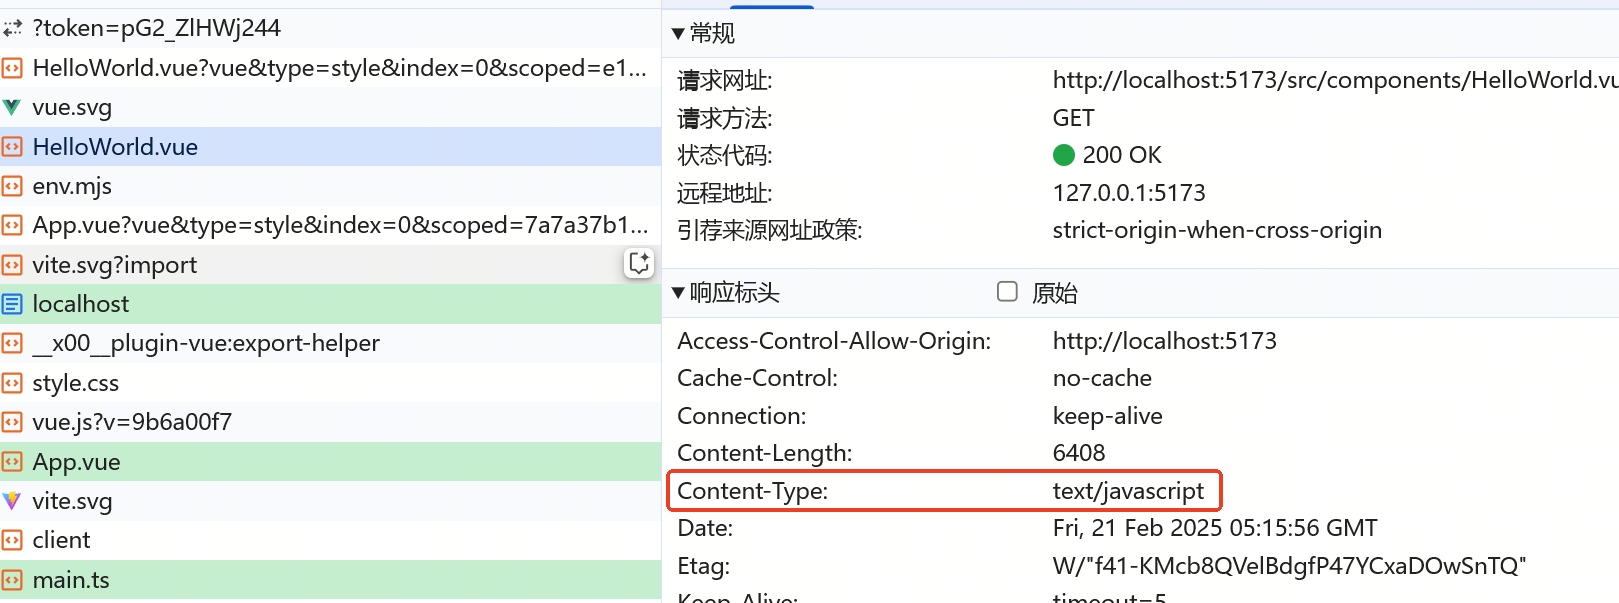 ?token=pG2_ZlHWj244
HelloWorld.vue?vue&type=style&index=0&scoped=e1...
vue.svg
HelloWorld.vue
env.mjs
App.vue?vue&type=style&index=0&scoped=7a7a37b1...
vite.svg?import
localhost
__x00__plugin-vue:export-helper
style.css
vue.js?v=9b6a00f7
App.vue
vite.svg
client
main.ts
常规
请求网址: http://localhost:5173/src/components/HelloWorld.vu
请求方法: GET
状态代码: 200 OK
远程地址: 127.0.0.1:5173
引荐来源网址政策: strict-origin-when-cross-origin
响应标头 原始
Access-Control-Allow-Origin: http://localhost:5173
Cache-Control: no-cache
Connection: keep-alive
Content-Length: 6408
Content-Type: text/javascript
Date: Fri, 21 Feb 2025 05:15:56 GMT
Etag: W/"f41-KMcb8QVelBdgfP47YCxaDOwSnTQ"
Keep-Alive: timeout=5